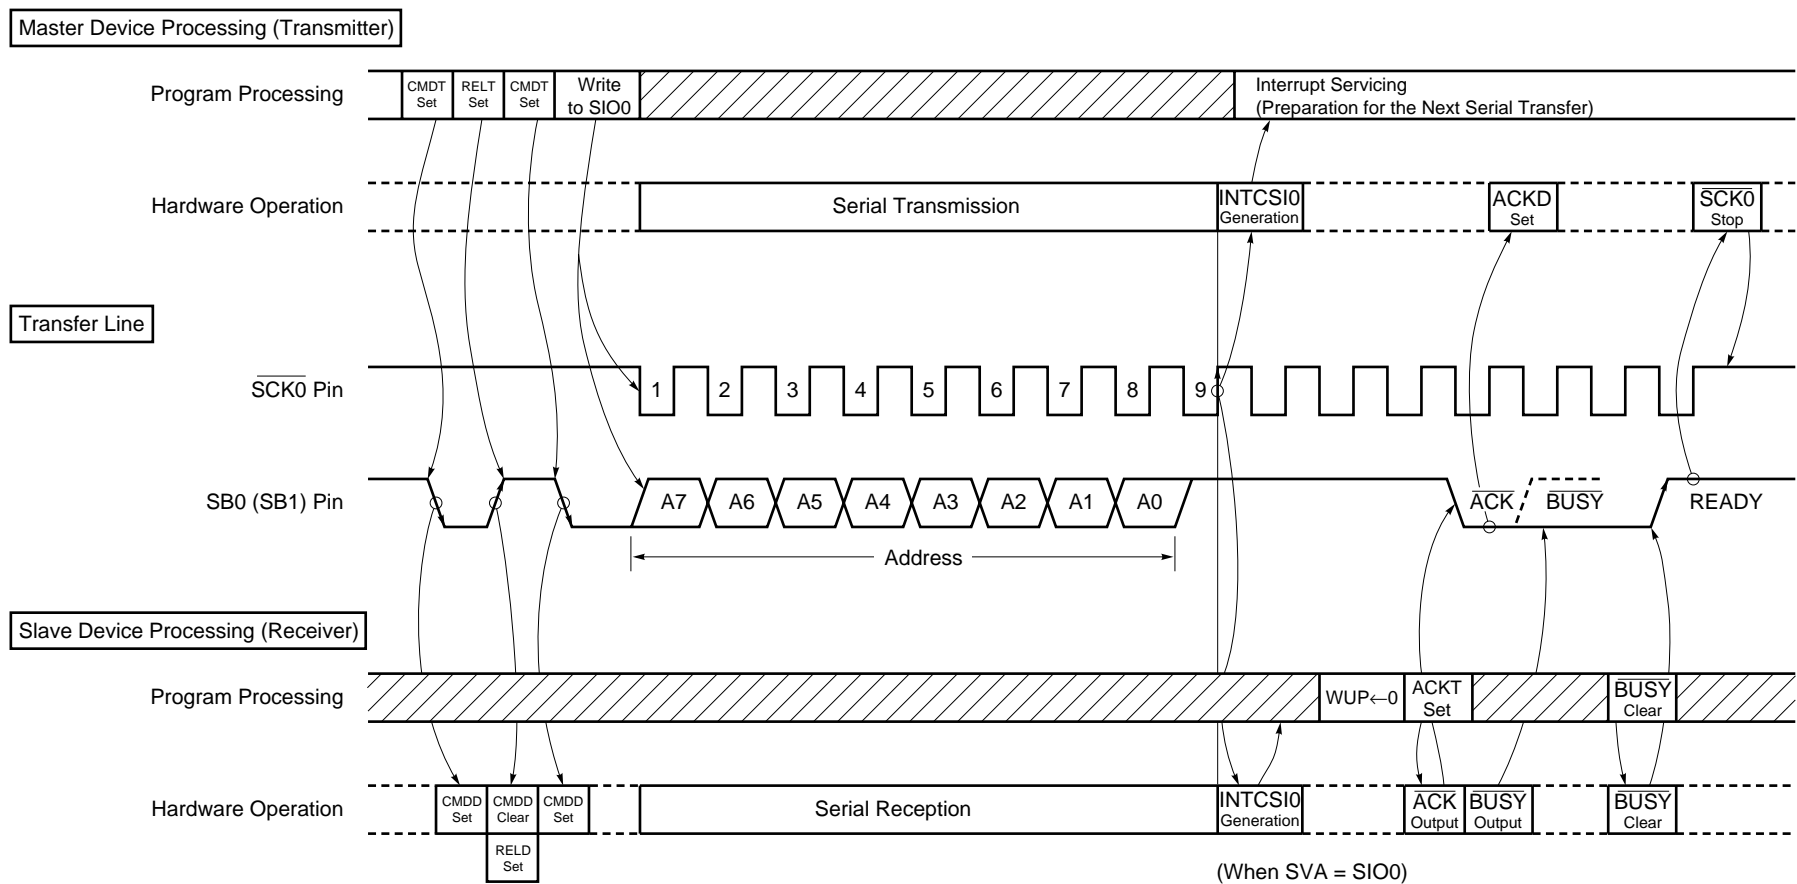 Master Device Processing (Transmitter)
Program Processing
CMDT
Set
RELT
Set
CMDT
Set
Write
to SIO0
Interrupt Servicing
(Preparation for the Next Serial Transfer)
Hardware Operation
Serial Transmission
INTCSI0
Generation
ACKD
Set
SCK0
Stop
Transfer Line
SCK0 Pin
1 2 3 4 5 6 7 8 9
SB0 (SB1) Pin
A7 A6 A5 A4 A3 A2 A1 A0
ACK
BUSY
READY
Address
Slave Device Processing (Receiver)
Program Processing
WUP←0
ACKT
Set
BUSY
Clear
Hardware Operation
CMDD
Set
CMDD
Clear
CMDD
Set
RELD
Set
Serial Reception
INTCSI0
Generation
ACK
Output
BUSY
Output
BUSY
Clear
(When SVA = SIO0)